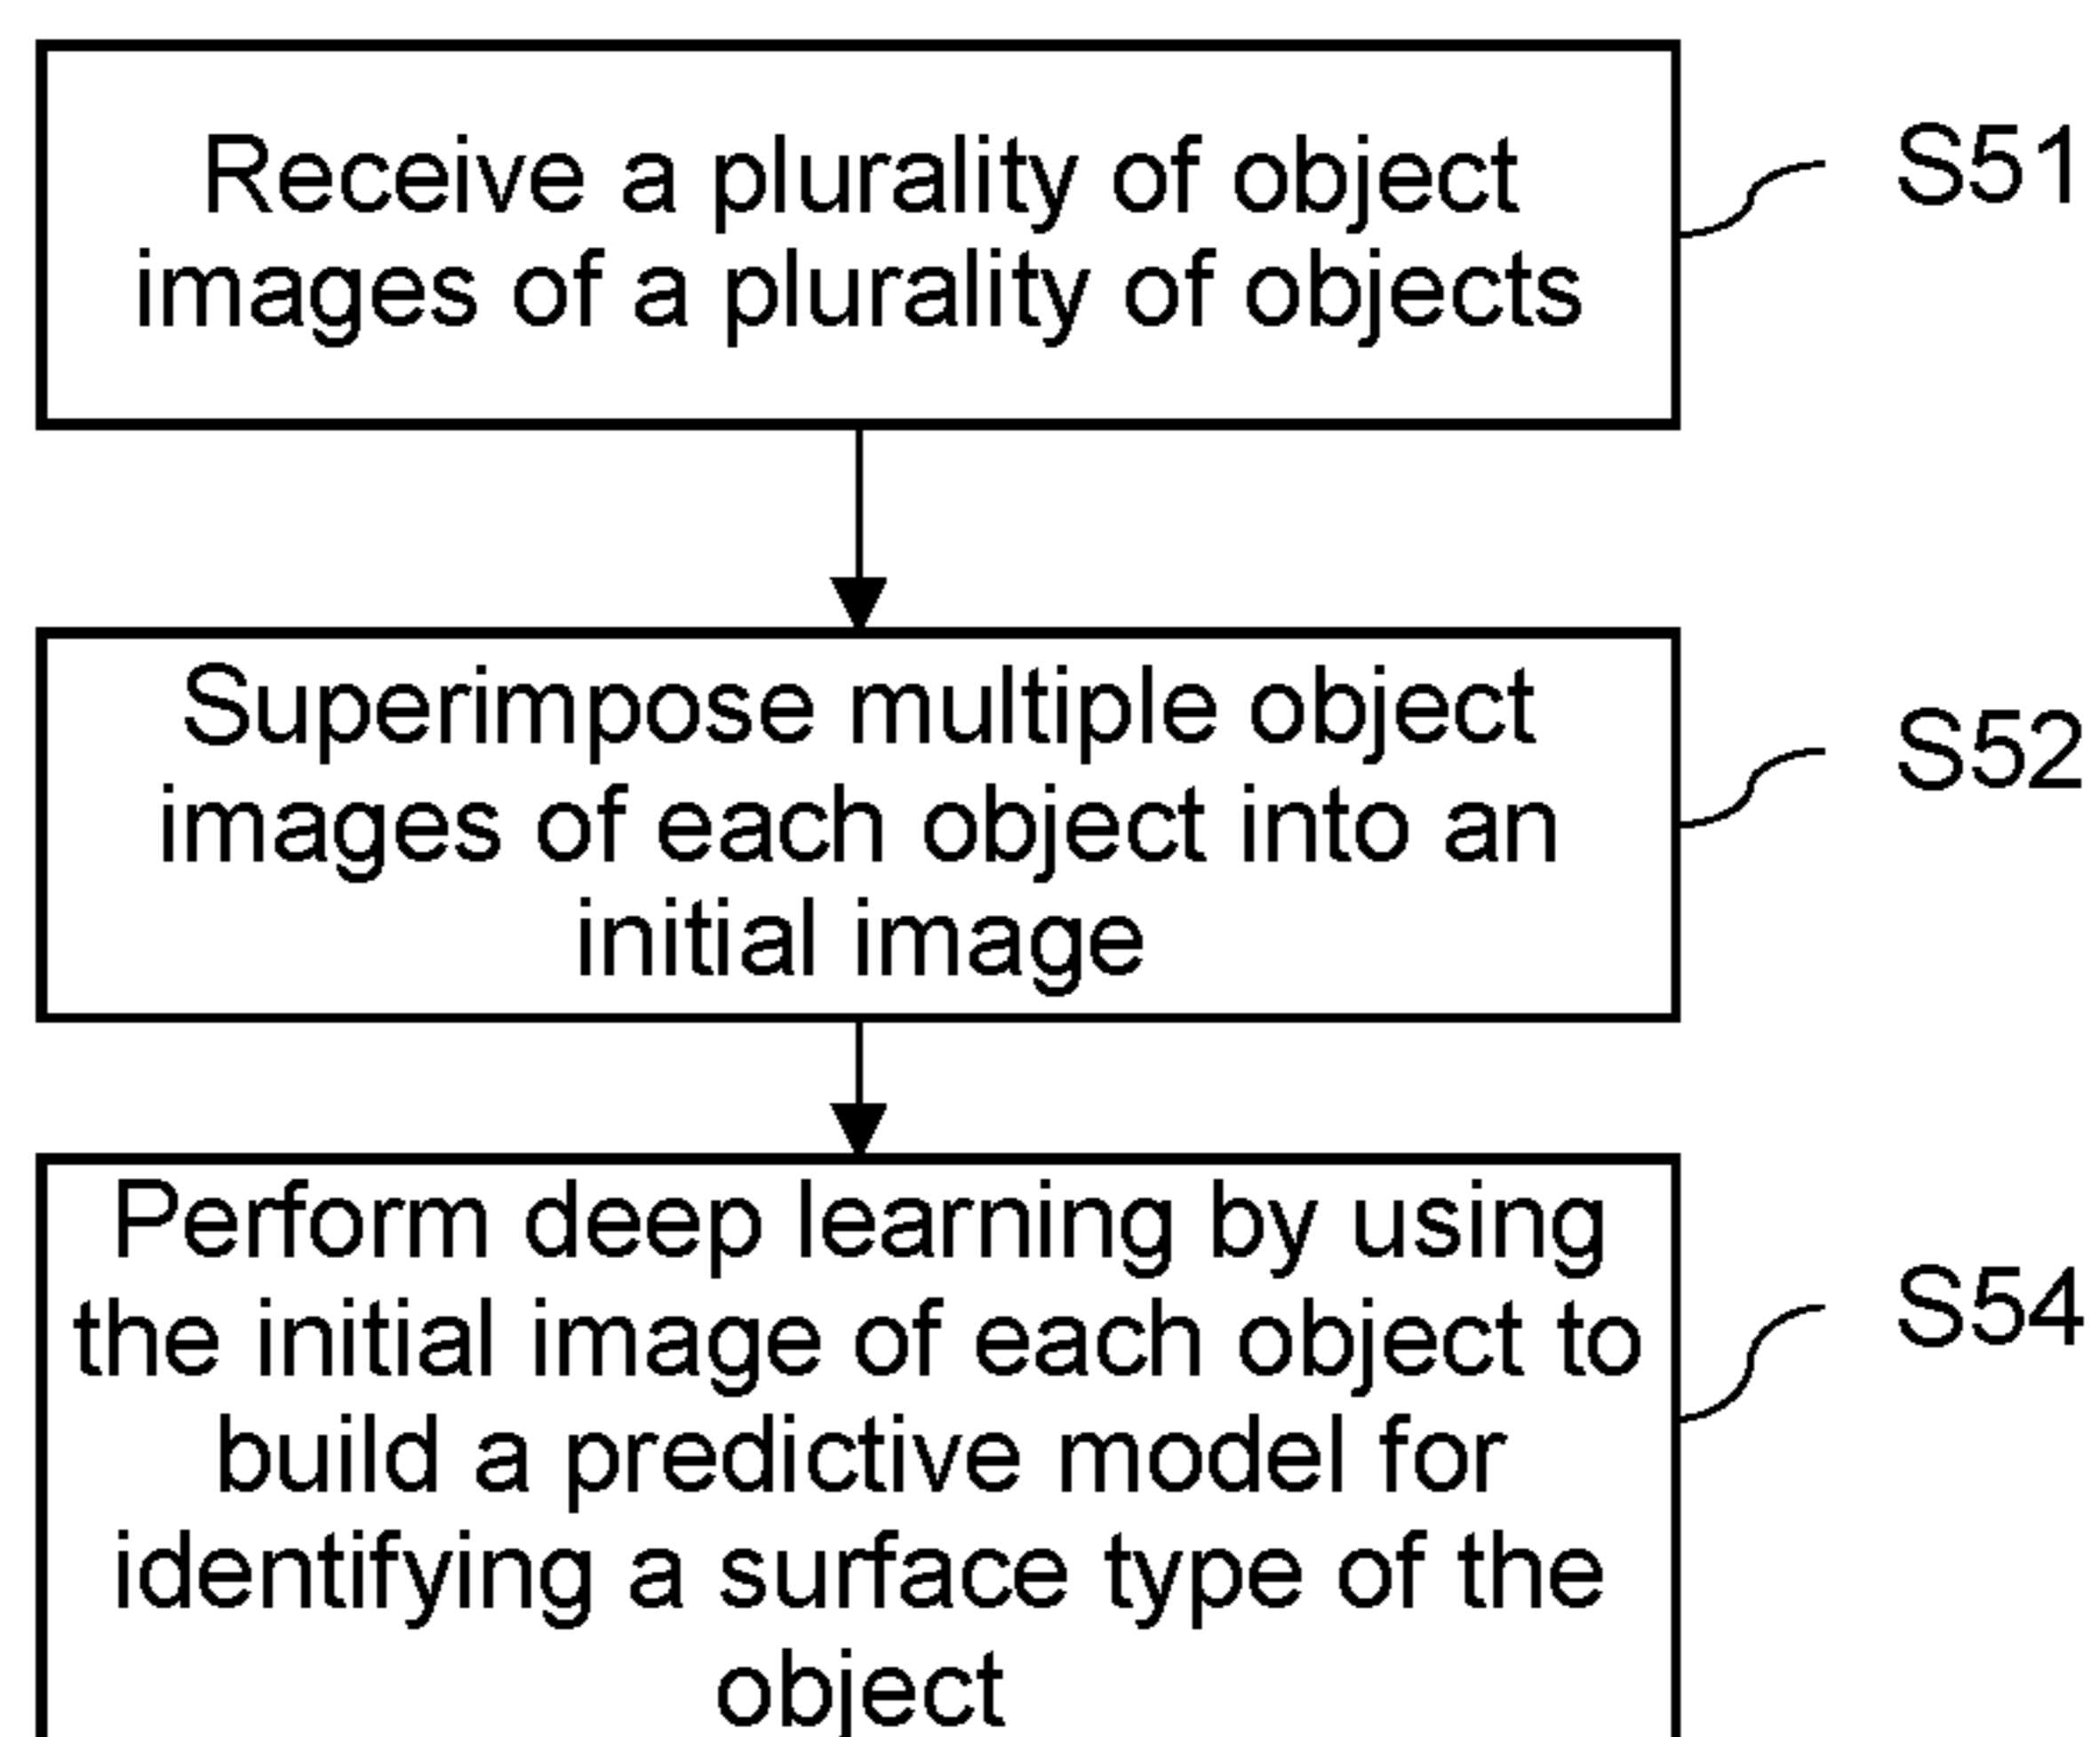 Receive a plurality of object
images of a plurality of objects
S51
Superimpose multiple object
images of each object into an
initial image
S52
Perform deep learning by using
the initial image of each object to
build a predictive model for
identifying a surface type of the
object
S54